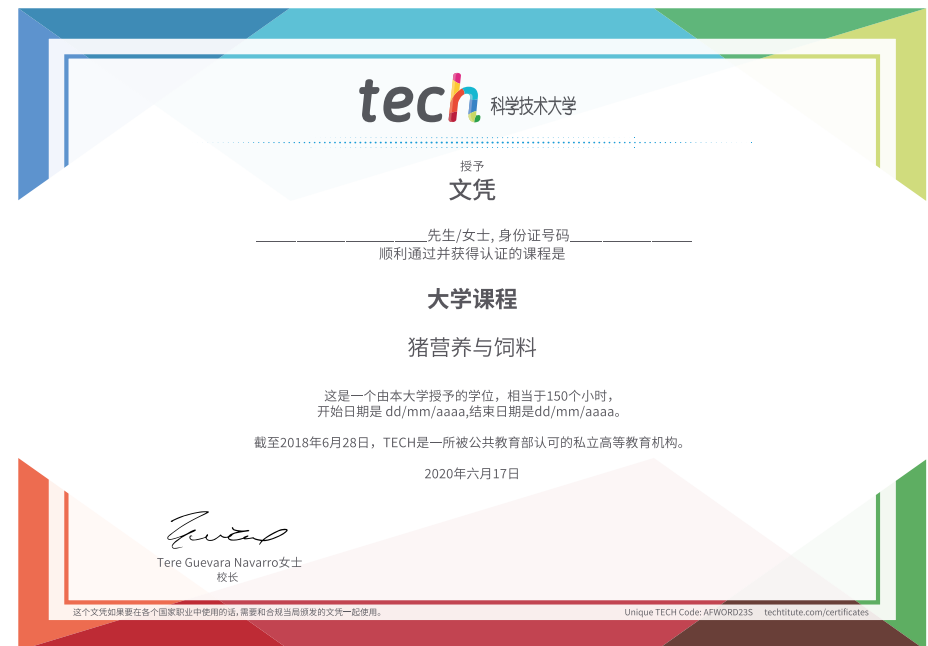 tech 科学技术大学
授予
文凭
先生/女士, 身份证号码
顺利通过并获得认证的课程是
大学课程
猪营养与饲料
这是一个由本大学授予的学位，相当于150个小时，
开始日期是 dd/mm/aaaa,结束日期是dd/mm/aaaa。
截至2018年6月28日，TECH是一所被公共教育部认可的私立高等教育机构。
2020年六月17日
Tere Guevara Navarro女士
校长
这个文凭如果要在各个国家职业中使用的话,需要和合规当局颁发的文凭一起使用。
Unique TECH Code: AFWORD23S techtitute.com/certificates